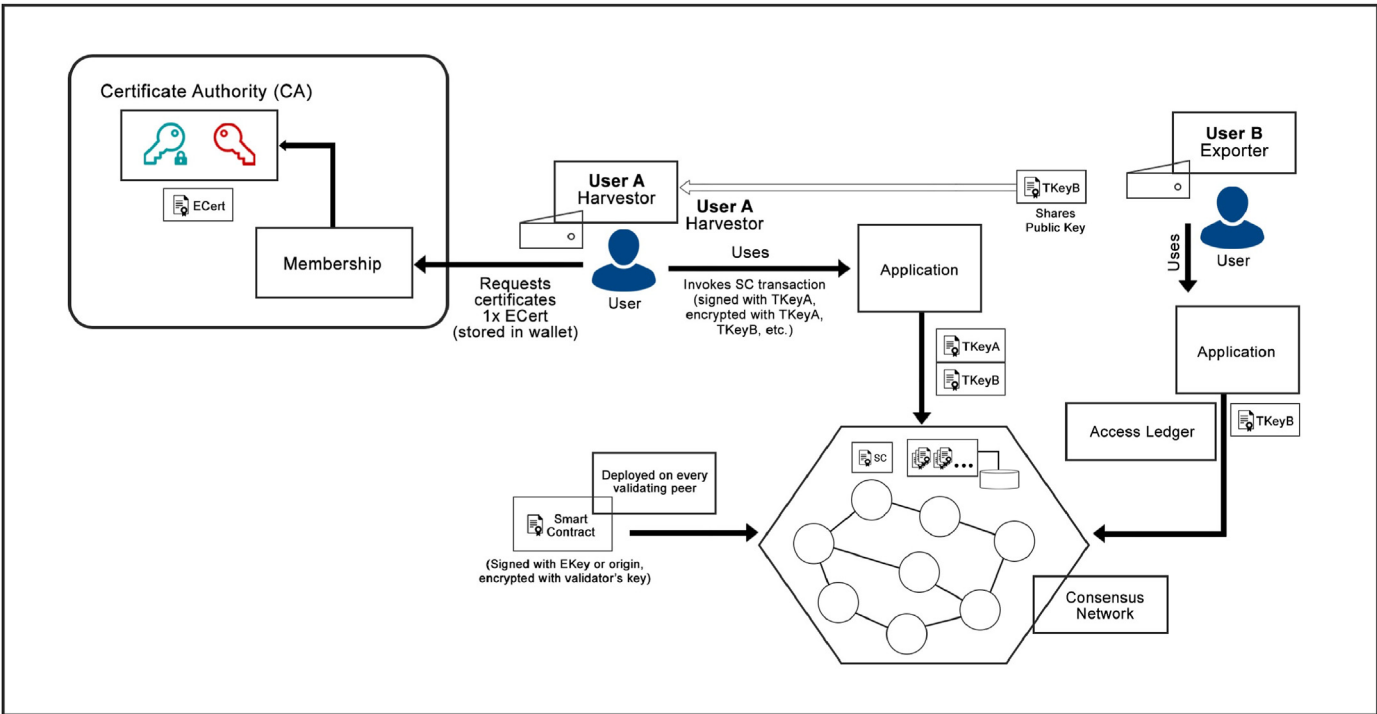 Certificate Authority (CA)
ECert
Membership
Requests
certificates
1x ECert
(stored in wallet)
User A
Harvestor
User
User A
Harvestor
Uses
Invokes SC transaction
(signed with TKeyA,
encrypted with TKeyA,
TKeyB, etc.)
TKeyB
Shares
Public Key
Application
TKeyA
TKeyB
User B
Exporter
User
Uses
Application
TKeyB
Access Ledger
SC
Deployed on every
validating peer
Smart
Contract
(Signed with EKey or origin,
encrypted with validator's key)
Consensus
Network